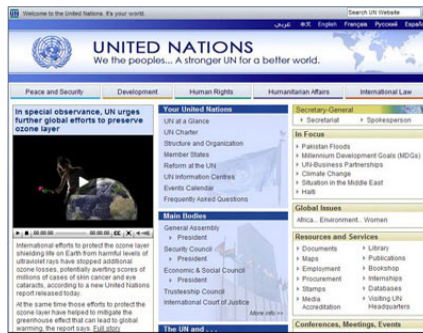 Welcome to the United Nations. It's your world.
Search UN Website
عربي 中文 English Français Русский Español
UNITED NATIONS
We the peoples... A stronger UN for a better world.
Peace and Security
Development
Human Rights
Humanitarian Affairs
International Law
In special observance, UN urges
further global efforts to preserve
ozone layer
00:00:00
00:00:00
CC
International efforts to protect the ozone layer
shielding life on Earth from harmful levels of
ultraviolet rays have stopped additional
ozone losses, potentially averting scores of
millions of cases of skin cancer and eye
cataracts, according to a new United Nations
report released today.
At the same time those efforts to protect the
ozone layer have helped to mitigate the
greenhouse effect that can lead to global
warming, the report says. Full story
Your United Nations
UN at a Glance
UN Charter
Structure and Organization
Member States
Reform at the UN
UN Information Centres
Events Calendar
Frequently Asked Questions
Main Bodies
General Assembly
President
Security Council
President
Economic & Social Council
President
Trusteeship Council
International Court of Justice
More info >>
The UN and . . .
Secretary-General
Secretariat
Spokesperson
In Focus
Pakistan Floods
Millennium Development Goals (MDGs)
UN-Business Partnerships
Climate Change
Situation in the Middle East
Haiti
Global Issues
Africa... Environment... Women
Resources and Services
Documents
Maps
Employment
Procurement
Stamps
Media
Accreditation
Library
Publications
Bookshop
Internships
Databases
Visiting UN
Headquarters
Conferences, Meetings, Events